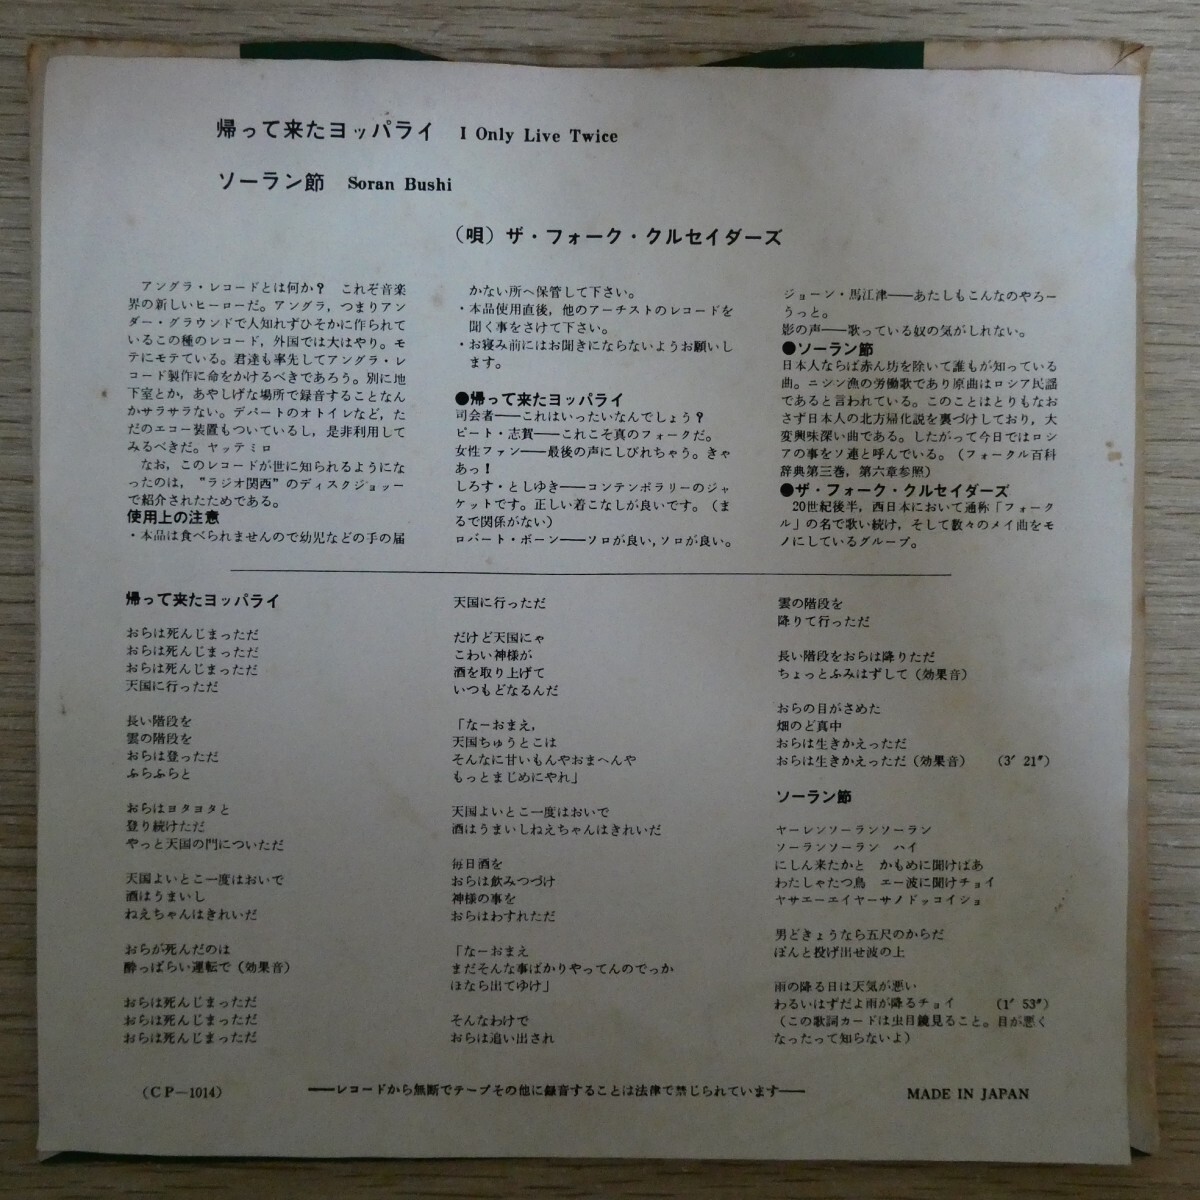 帰って来たヨッパライ I Only Live Twice
ソーラン節 Soran Bushi
（唄）ザ・フォーク・クルセイダーズ
アングラ・レコードとは何か？　これぞ音楽
界の新しいヒーローだ。アングラ，つまりアン
ダー・グラウンドで人知れずひそかに作られて
いるこの種のレコード，外国では大はやり。モ
テにモテている。君達も率先してアングラ・レ
コード製作に命をかけるべきであろう。別に地
下室とか，あやしげな場所で録音することなん
かサラサラない。デパートのオトイレなど，た
だのエコー装置もついているし，是非利用して
みるべきだ。ヤッテミロ
なお，このレコードが世に知られるようにな
ったのは，“ラジオ関西”のディスクジョッー
で紹介されたためである。
使用上の注意
・本品は食べられませんので幼児などの手の届
かない所へ保管して下さい。
・本品使用直後，他のアーチストのレコードを
聞く事をさけて下さい。
・お寝み前にはお聞きにならないようお願いし
ます。
●帰って来たヨッパライ
司会者——これはいったいなんでしょう？
ピート・志賀——これこそ真のフォークだ。
女性ファン——最後の声にしびれちゃう。きゃ
あっ！
しろす・としゆき——コンテンポラリーのジャ
ケットです。正しい着こなしが良いです。（ま
るで関係がない）
ロバート・ボーン——ソロが良い，ソロが良い。
ジョーン・馬江津——あたしもこんなのやろー
うっと。
影の声——歌っている奴の気がしれない。
●ソーラン節
日本人ならば赤ん坊を除いて誰もが知っている
曲。ニシン漁の労働歌であり原曲はロシア民謡
であると言われている。このことはとりもなお
さず日本人の北方帰化説を裏づけしており，大
変興味深い曲である。したがって今日ではロシ
アの事をソ連と呼んでいる。（フォークル百科
辞典第三巻，第六章参照）
●ザ・フォーク・クルセイダーズ
20世紀後半，西日本において通称「フォーク
ル」の名で歌い続け，そして数々のメイ曲をモ
ノにしているグループ。
帰って来たヨッパライ
おらは死んじまっただ
おらは死んじまっただ
おらは死んじまっただ
天国に行っただ
長い階段を
雲の階段を
おらは登っただ
ふらふらと
おらはヨタヨタと
登り続けただ
やっと天国の門についただ
天国よいとこ一度はおいで
酒はうまいし
ねえちゃんはきれいだ
おらが死んだのは
酔っぱらい運転で（効果音）
おらは死んじまっただ
おらは死んじまっただ
おらは死んじまっただ
天国に行っただ
だけど天国にゃ
こわい神様が
酒を取り上げて
いつもどなるんだ
「なーおまえ，
天国ちゅうとこは
そんなに甘いもんやおまへんや
もっとまじめにやれ」
天国よいとこ一度はおいで
酒はうまいしねえちゃんはきれいだ
毎日酒を
おらは飲みつづけ
神様の事を
おらはわすれただ
「なーおまえ
まだそんな事ばかりやってんのでっか
ほなら出てゆけ」
そんなわけで
おらは追い出され
雲の階段を
降りて行っただ
長い階段をおらは降りただ
ちょっとふみはずして（効果音）
おらの目がさめた
畑のど真中
おらは生きかえっただ
おらは生きかえっただ（効果音）　（3′ 21″）
ソーラン節
ヤーレンソーランソーラン
ソーランソーラン　ハイ
にしん来たかと　かもめに聞けばあ
わたしゃたつ鳥　エー波に聞けチョイ
ヤサエーエイヤーサノドッコイショ
男どきょうなら五尺のからだ
ぽんと投げ出せ波の上
雨の降る日は天気が悪い
わるいはずだよ雨が降るチョイ　（1′ 53″）
（この歌詞カードは虫目鏡見ること。目が悪く
なったって知らないよ）
（CP—1014）
——レコードから無断でテープその他に録音することは法律で禁じられています——
MADE IN JAPAN